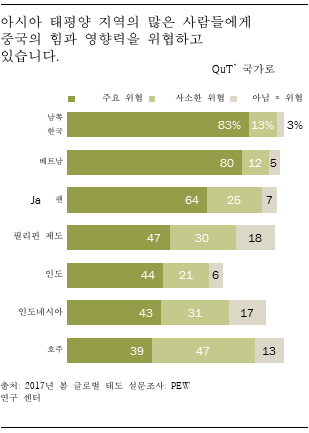 아시아 태평양 지역의 많은 사람들에게
중국의 힘과 영향력을 위협하고
있습니다.
QuT' 국가로
주요 위협 사소한 위협 아님 = 위협
남쪽
한국 83% 13% 3%
베트남 80 12 5
Ja 팬 64 25 7
필리핀 제도 47 30 18
인도 44 21 6
인도네시아 43 31 17
호주 39 47 13
출처: 2017년 봄 글로벌 태도 설문조사: PEW
연구 센터